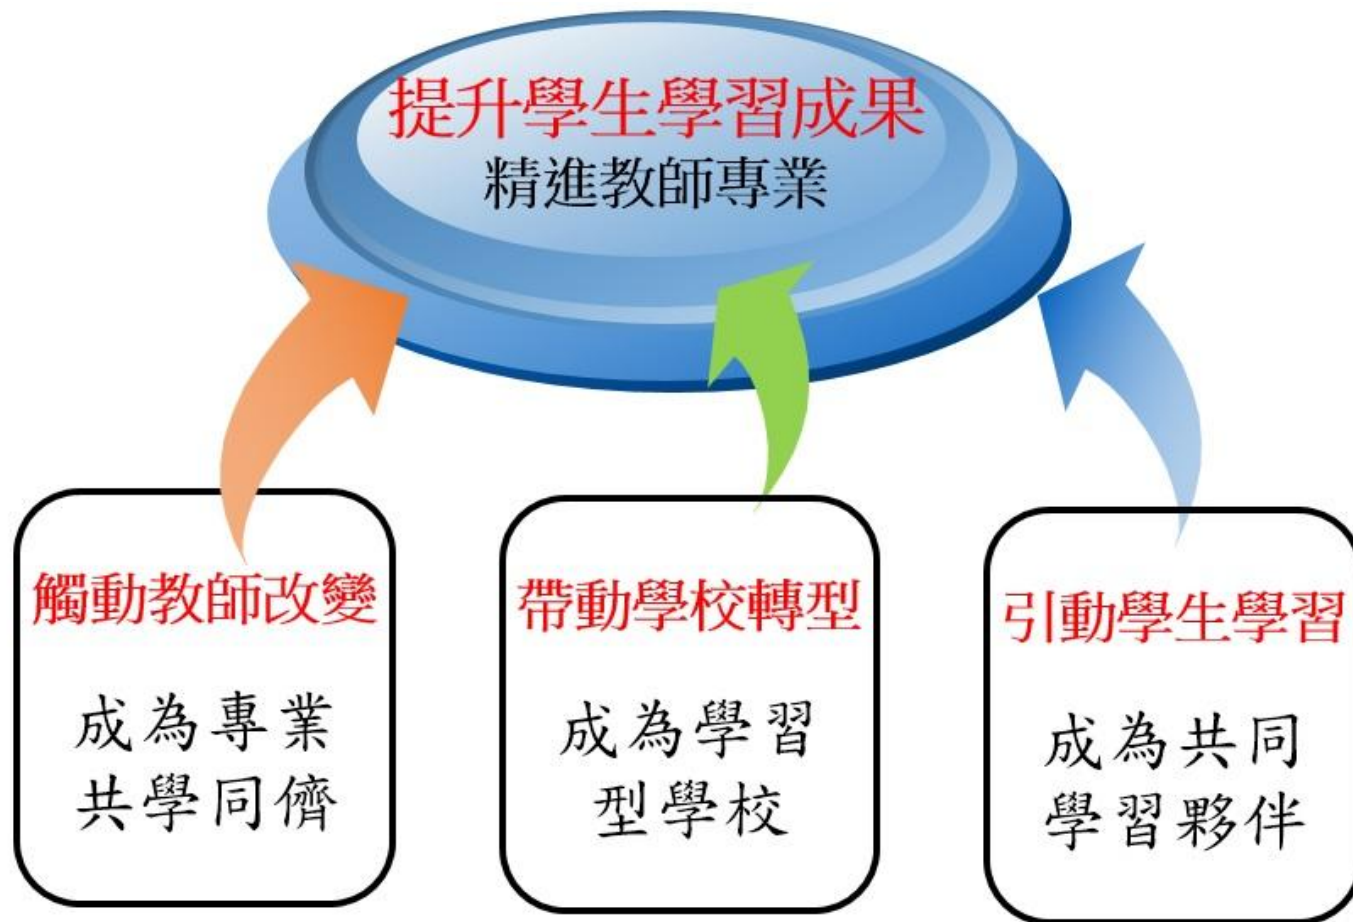 提升學生學習成果
精進教師專業
觸動教師改變
成為專業
共學同儕
帶動學校轉型
成為學習
型學校
引動學生學習
成為共同
學習夥伴